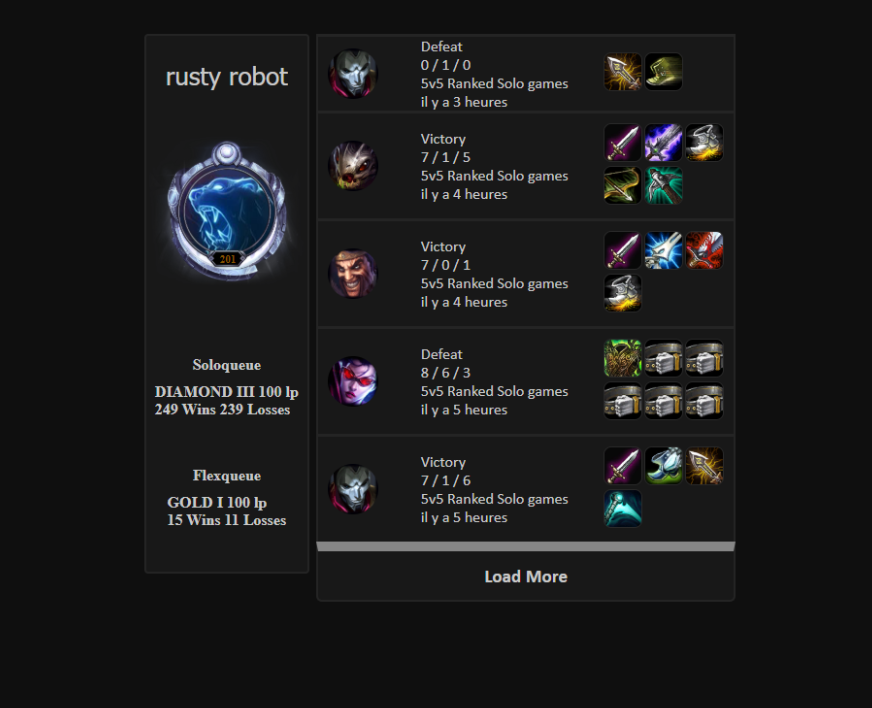 rusty robot
201
Soloqueue
DIAMOND III 100 lp
249 Wins 239 Losses
Flexqueue
GOLD I 100 lp
15 Wins 11 Losses
Defeat
0 / 1 / 0
5v5 Ranked Solo games
il y a 3 heures
Victory
7 / 1 / 5
5v5 Ranked Solo games
il y a 4 heures
Victory
7 / 0 / 1
5v5 Ranked Solo games
il y a 4 heures
Defeat
8 / 6 / 3
5v5 Ranked Solo games
il y a 5 heures
Victory
7 / 1 / 6
5v5 Ranked Solo games
il y a 5 heures
Load More